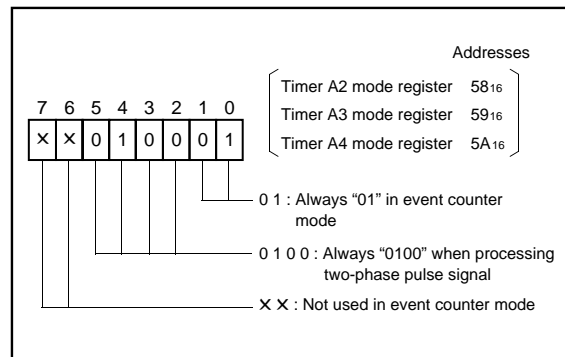 Addresses
Timer A2 mode register 58₁₆
Timer A3 mode register 59₁₆
Timer A4 mode register 5A₁₆
7 6 5 4 3 2 1 0
× × 0 1 0 0 0 1
0 1 : Always “01” in event counter
mode
0 1 0 0 : Always “0100” when processing
two-phase pulse signal
× × : Not used in event counter mode